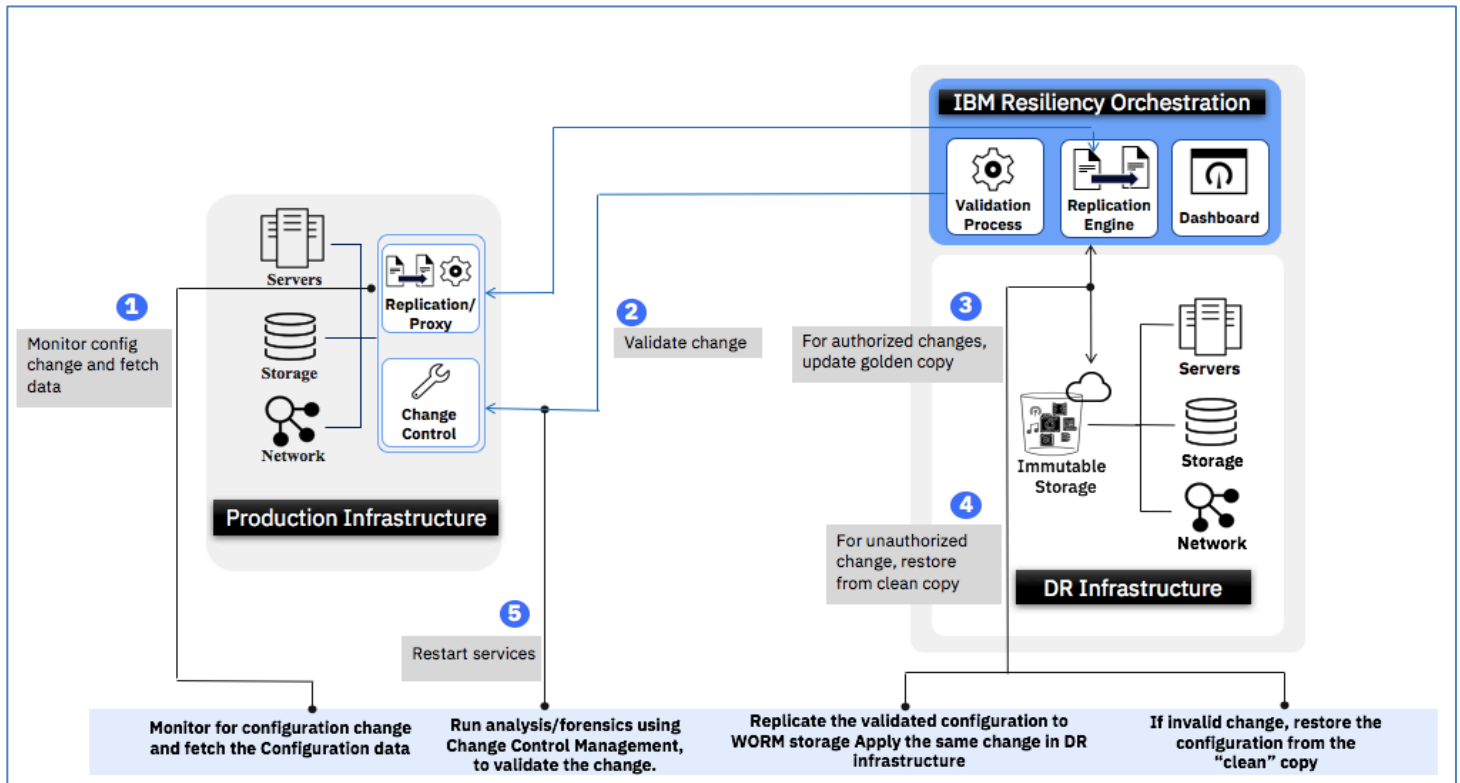 IBM Resiliency Orchestration
Validation
Process
Replication
Engine
Dashboard
Servers
Replication/
Proxy
Storage
Change
Control
Network
Production Infrastructure
1
Monitor config
change and fetch
data
2
Validate change
3
For authorized changes,
update golden copy
Servers
Immutable
Storage
Storage
Network
4
For unauthorized
change, restore
from clean copy
DR Infrastructure
5
Restart services
Monitor for configuration change
and fetch the Configuration data
Run analysis/forensics using
Change Control Management,
to validate the change.
Replicate the validated configuration to
WORM storage Apply the same change in DR
infrastructure
If invalid change, restore the
configuration from the
“clean” copy